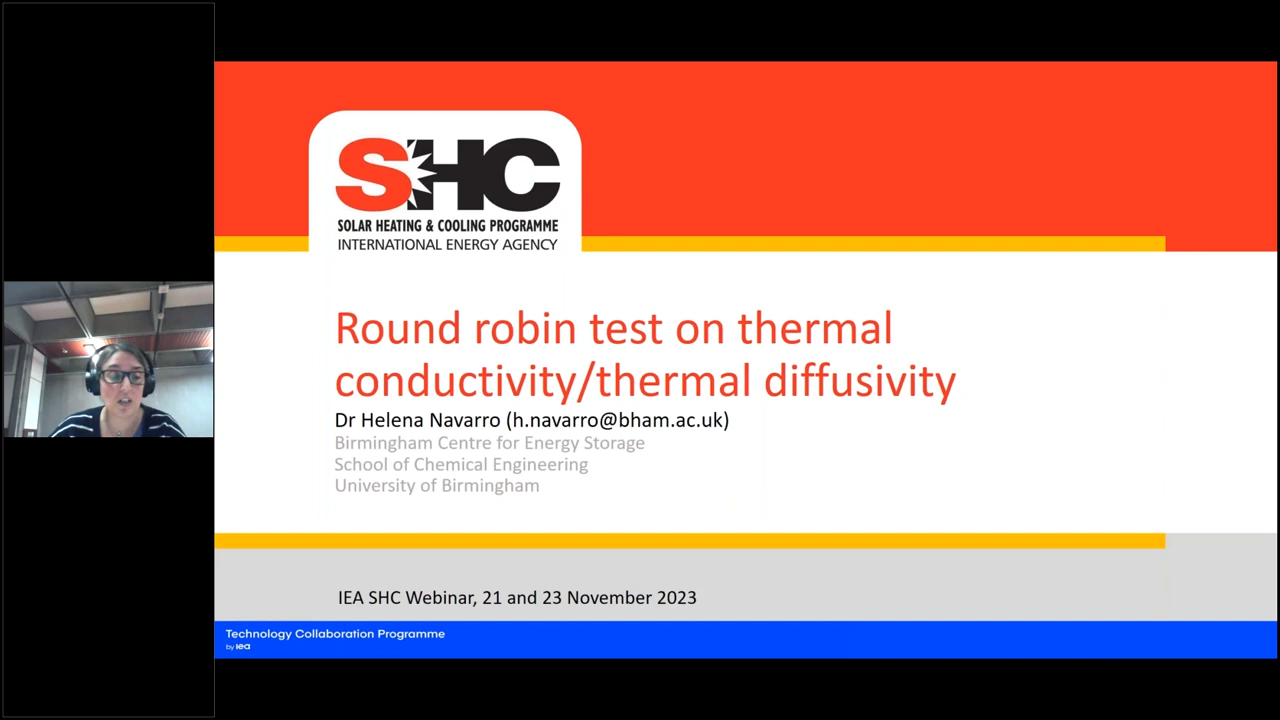 SHC
SOLAR HEATING & COOLING PROGRAMME
INTERNATIONAL ENERGY AGENCY
Round robin test on thermal
conductivity/thermal diffusivity
Dr Helena Navarro (h.navarro@bham.ac.uk)
Birmingham Centre for Energy Storage
School of Chemical Engineering
University of Birmingham
IEA SHC Webinar, 21 and 23 November 2023
Technology Collaboration Programme
by iea